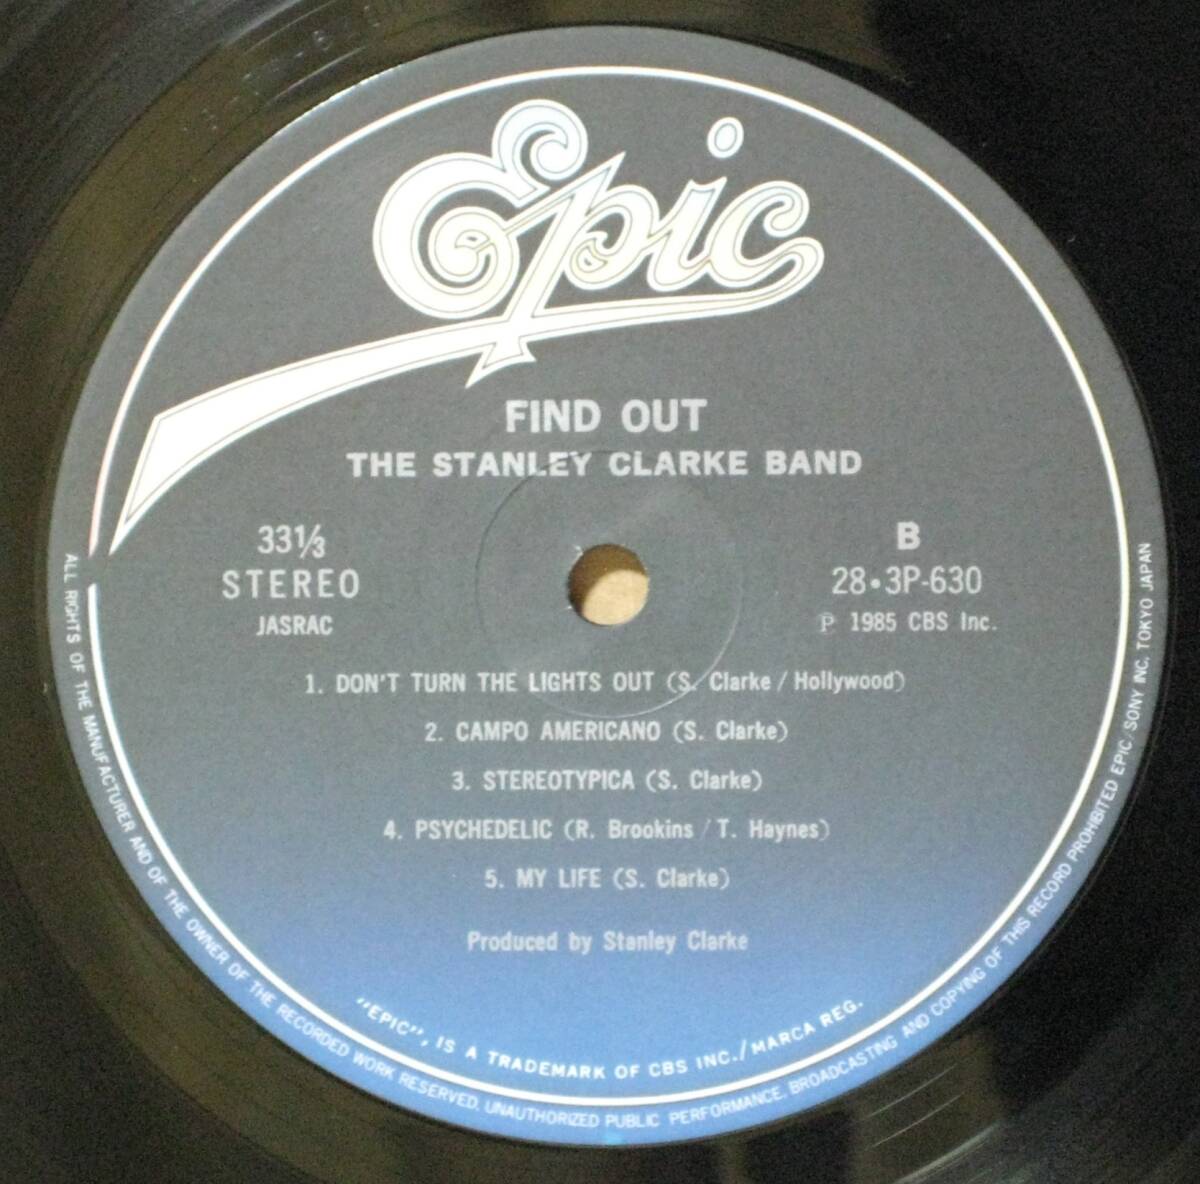 Epic
FIND OUT
THE STANLEY CLARKE BAND
33⅓
STEREO
JASRAC
B
28•3P-630
Ⓟ 1985 CBS Inc.
1. DON'T TURN THE LIGHTS OUT (S. Clarke / Hollywood)
2. CAMPO AMERICANO (S. Clarke)
3. STEREOTYPICA (S. Clarke)
4. PSYCHEDELIC (R. Brookins / T. Haynes)
5. MY LIFE (S. Clarke)
Produced by Stanley Clarke
"EPIC", IS A TRADEMARK OF CBS INC./MARCA REG.
ALL RIGHTS OF THE MANUFACTURER AND OF THE OWNER OF THE RECORDED WORK RESERVED. UNAUTHORIZED PUBLIC PERFORMANCE, BROADCASTING AND COPYING OF THIS RECORD PROHIBITED EPIC/SONY INC. TOKYO JAPAN